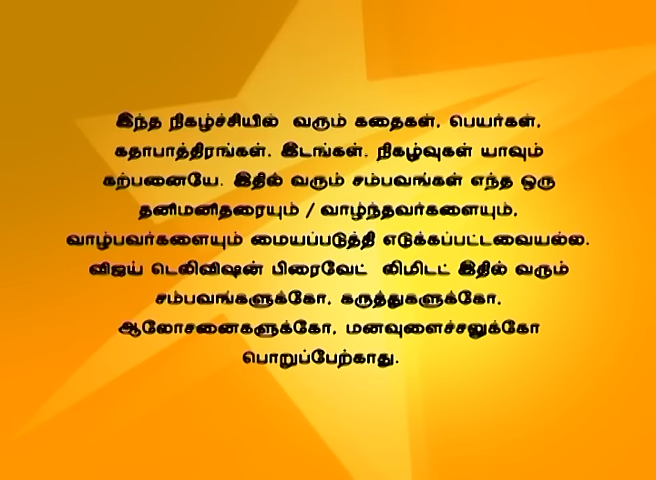 இந்த நிகழ்ச்சியில் வரும் கதைகள், பெயர்கள்,
கதாபாத்திரங்கள், இடங்கள், நிகழ்வுகள் யாவும்
கற்பனையே. இதில் வரும் சம்பவங்கள் எந்த ஒரு
தனிமனிதரையும் / வாழ்ந்தவர்களையும்,
வாழ்பவர்களையும் மையப்படுத்தி எடுக்கப்பட்டவையல்ல.
விஜய் டெலிவிஷன் பிரைவேட் லிமிடட் இதில் வரும்
சம்பவங்களுக்கோ, கருத்துகளுக்கோ,
ஆலோசனைகளுக்கோ, மனவுளைச்சலுக்கோ
பொறுப்பேற்காது.